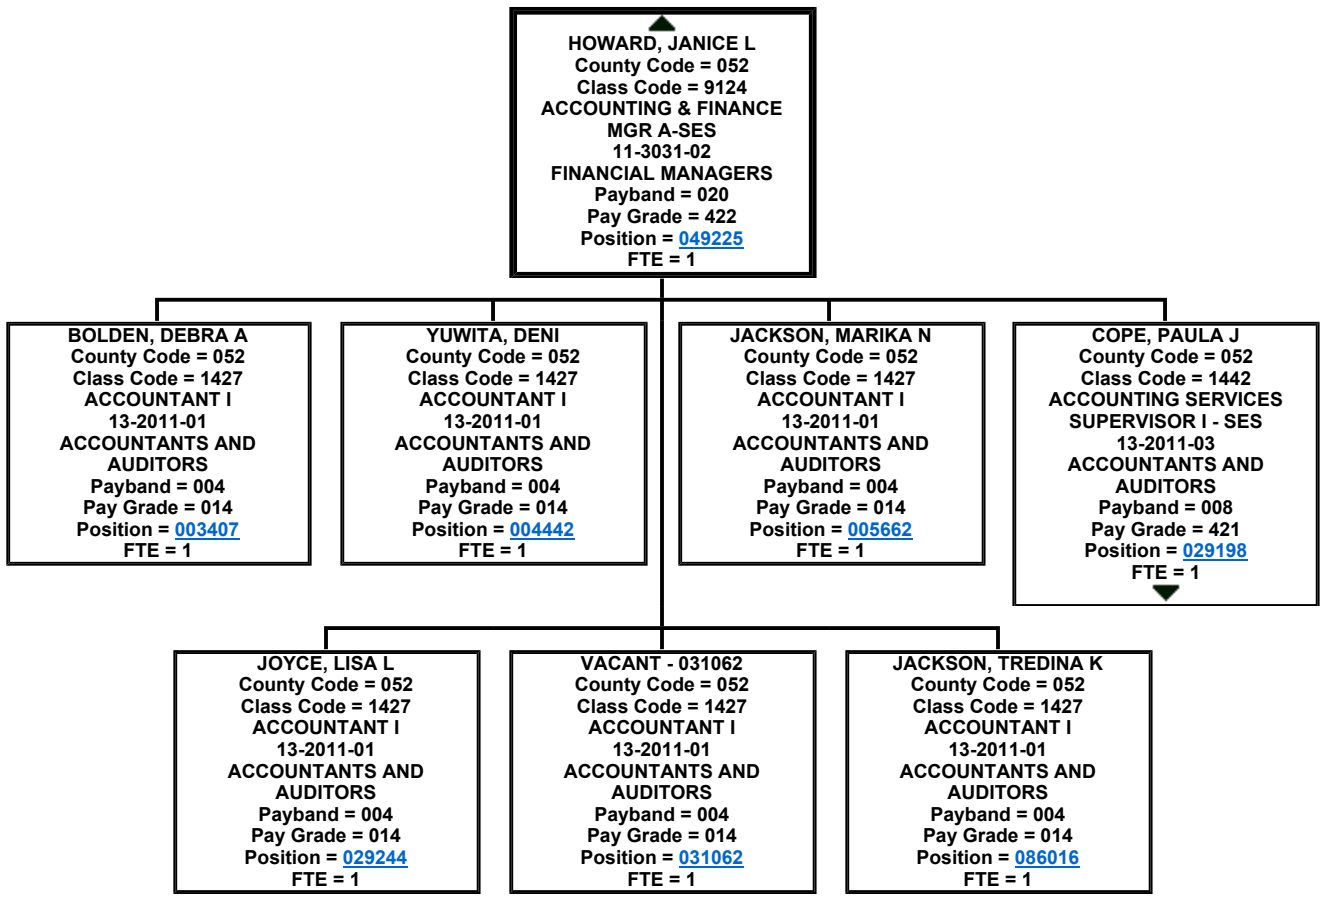 HOWARD, JANICE L
County Code = 052
Class Code = 9124
ACCOUNTING & FINANCE
MGR A-SES
11-3031-02
FINANCIAL MANAGERS
Payband = 020
Pay Grade = 422
Position = 049225
FTE = 1
BOLDEN, DEBRA A
County Code = 052
Class Code = 1427
ACCOUNTANT I
13-2011-01
ACCOUNTANTS AND
AUDITORS
Payband = 004
Pay Grade = 014
Position = 003407
FTE = 1
YUWITA, DENI
County Code = 052
Class Code = 1427
ACCOUNTANT I
13-2011-01
ACCOUNTANTS AND
AUDITORS
Payband = 004
Pay Grade = 014
Position = 004442
FTE = 1
JACKSON, MARIKA N
County Code = 052
Class Code = 1427
ACCOUNTANT I
13-2011-01
ACCOUNTANTS AND
AUDITORS
Payband = 004
Pay Grade = 014
Position = 005662
FTE = 1
COPE, PAULA J
County Code = 052
Class Code = 1442
ACCOUNTING SERVICES
SUPERVISOR I - SES
13-2011-03
ACCOUNTANTS AND
AUDITORS
Payband = 008
Pay Grade = 421
Position = 029198
FTE = 1
JOYCE, LISA L
County Code = 052
Class Code = 1427
ACCOUNTANT I
13-2011-01
ACCOUNTANTS AND
AUDITORS
Payband = 004
Pay Grade = 014
Position = 029244
FTE = 1
VACANT - 031062
County Code = 052
Class Code = 1427
ACCOUNTANT I
13-2011-01
ACCOUNTANTS AND
AUDITORS
Payband = 004
Pay Grade = 014
Position = 031062
FTE = 1
JACKSON, TREDINA K
County Code = 052
Class Code = 1427
ACCOUNTANT I
13-2011-01
ACCOUNTANTS AND
AUDITORS
Payband = 004
Pay Grade = 014
Position = 086016
FTE = 1